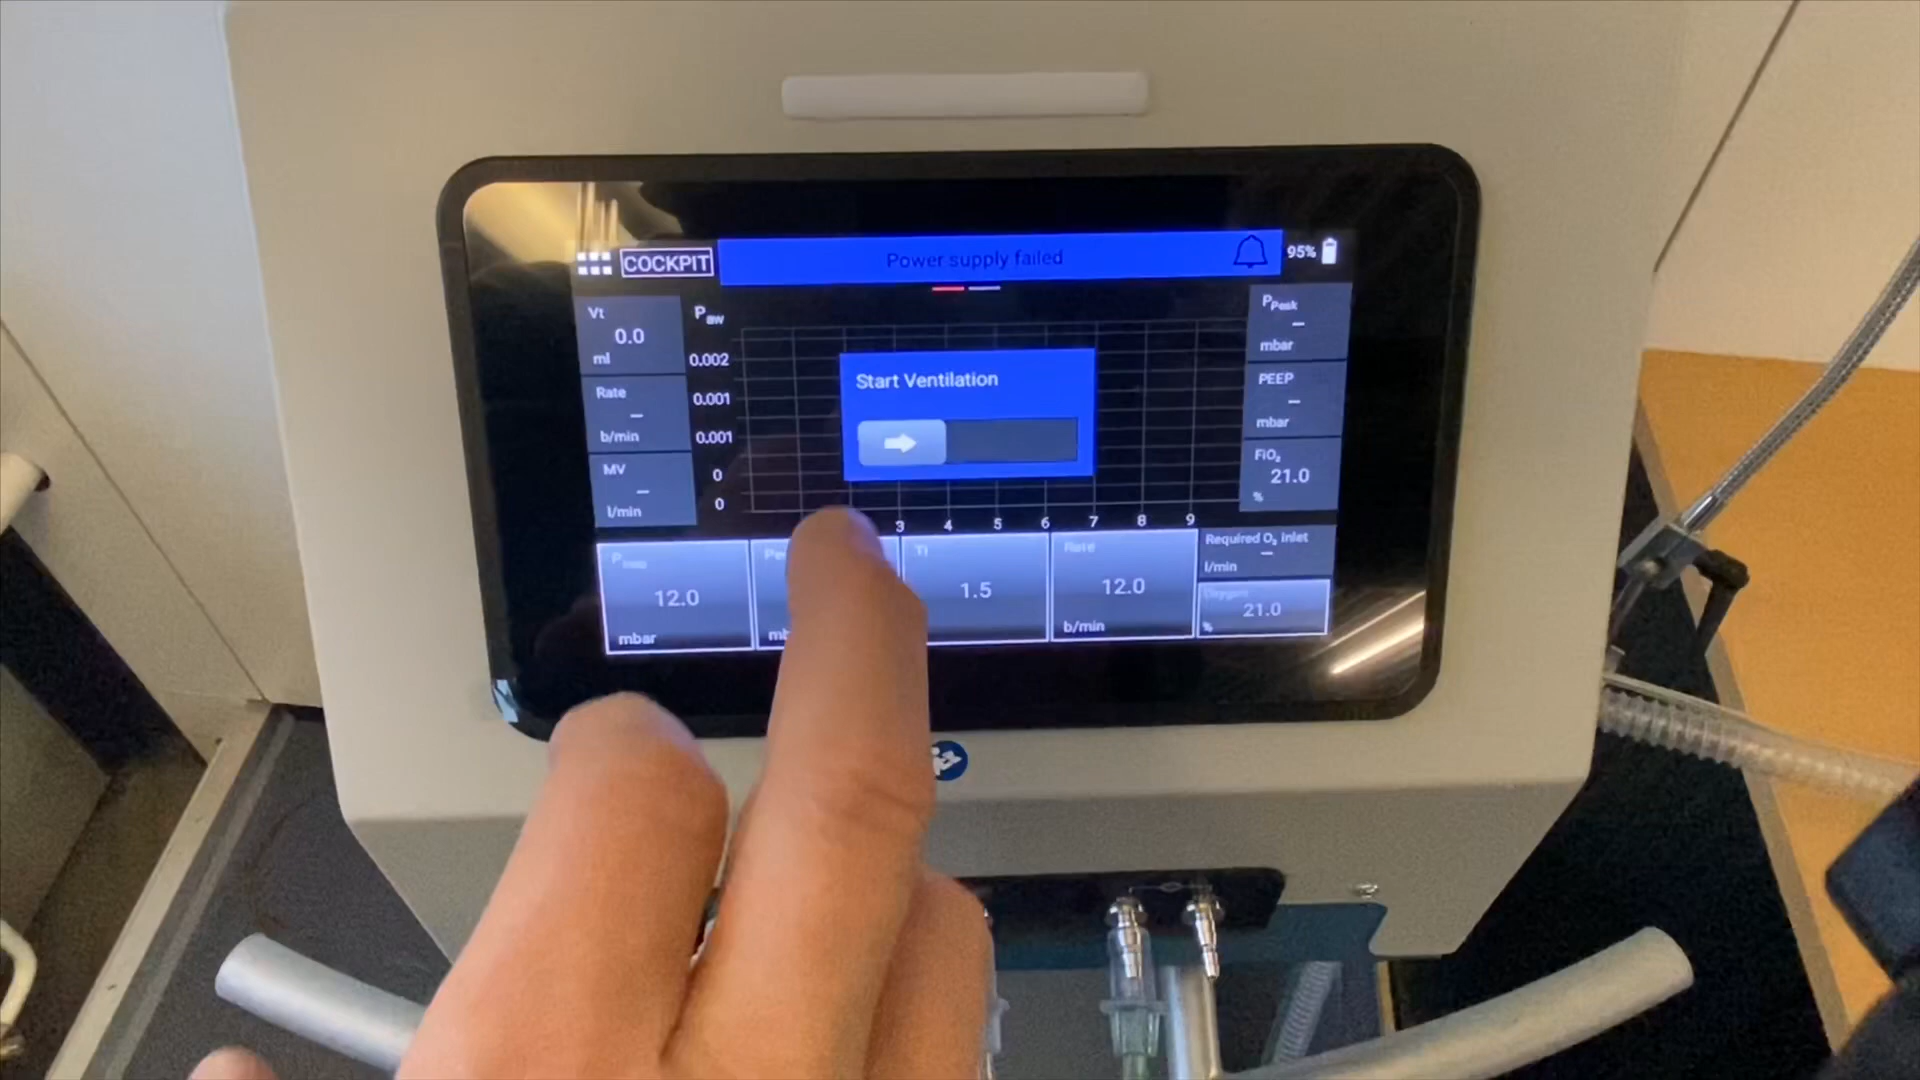 COCKPIT
Power supply failed
95%
Vt
0.0
ml
Rate
–
b/min
MV
–
l/min
Paw
0.002
0.001
0.001
0
0
Start Ventilation
3 4 5 6 7 8 9
PPeak
–
mbar
PEEP
–
mbar
FiO₂
21.0
%
12.0
mbar
Ti
1.5
Rate
12.0
b/min
Required O₂ inlet
–
l/min
Oxygen
21.0
%